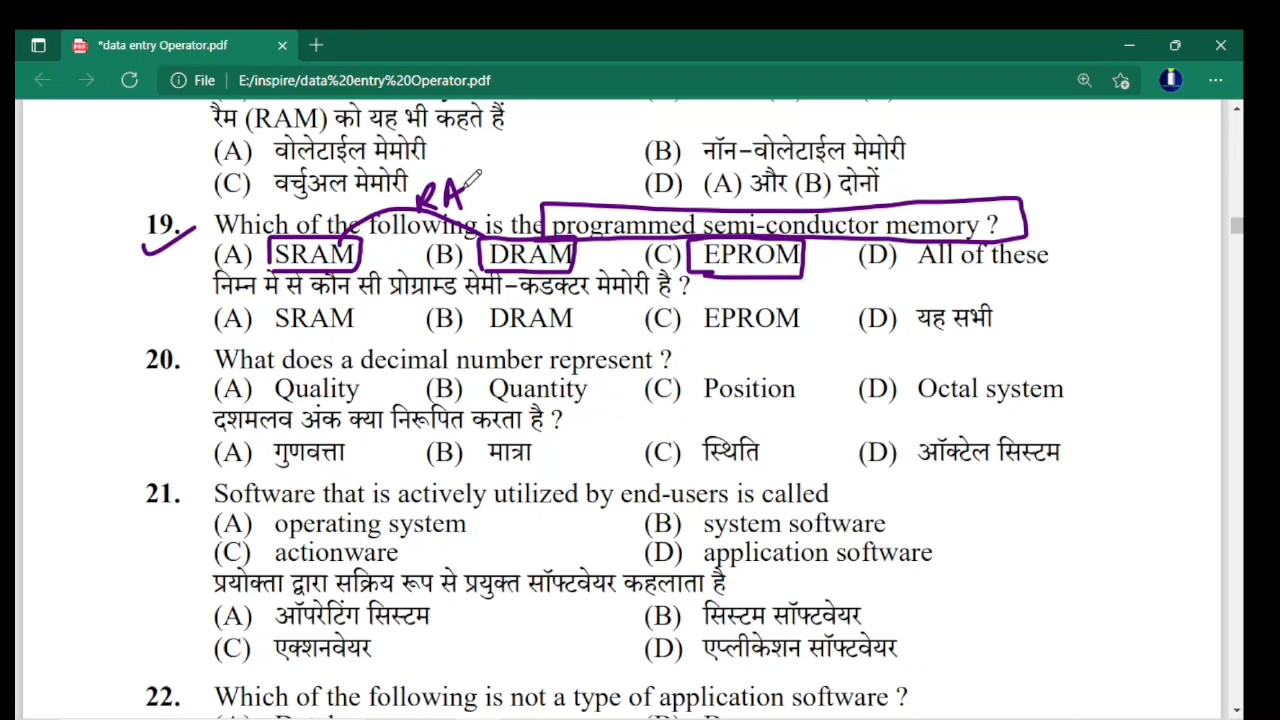 *data entry Operator.pdf
File E:/inspire/data%20entry%20Operator.pdf
रैम (RAM) को यह भी कहते हैं
(A) वोलेटाईल मेमोरी (B) नॉन-वोलेटाईल मेमोरी
(C) वर्चुअल मेमोरी (D) (A) और (B) दोनों
RA
19. Which of the following is the programmed semi-conductor memory ?
(A) SRAM (B) DRAM (C) EPROM (D) All of these
निम्न में से कौन सी प्रोग्राम्ड सेमी-कडक्टर मेमोरी है ?
(A) SRAM (B) DRAM (C) EPROM (D) यह सभी
20. What does a decimal number represent ?
(A) Quality (B) Quantity (C) Position (D) Octal system
दशमलव अंक क्या निरूपित करता है ?
(A) गुणवत्ता (B) मात्रा (C) स्थिति (D) ऑक्टेल सिस्टम
21. Software that is actively utilized by end-users is called
(A) operating system (B) system software
(C) actionware (D) application software
प्रयोक्ता द्वारा सक्रिय रूप से प्रयुक्त सॉफ्टवेयर कहलाता है
(A) ऑपरेटिंग सिस्टम (B) सिस्टम सॉफ्टवेयर
(C) एक्शनवेयर (D) एप्लीकेशन सॉफ्टवेयर
22. Which of the following is not a type of application software ?